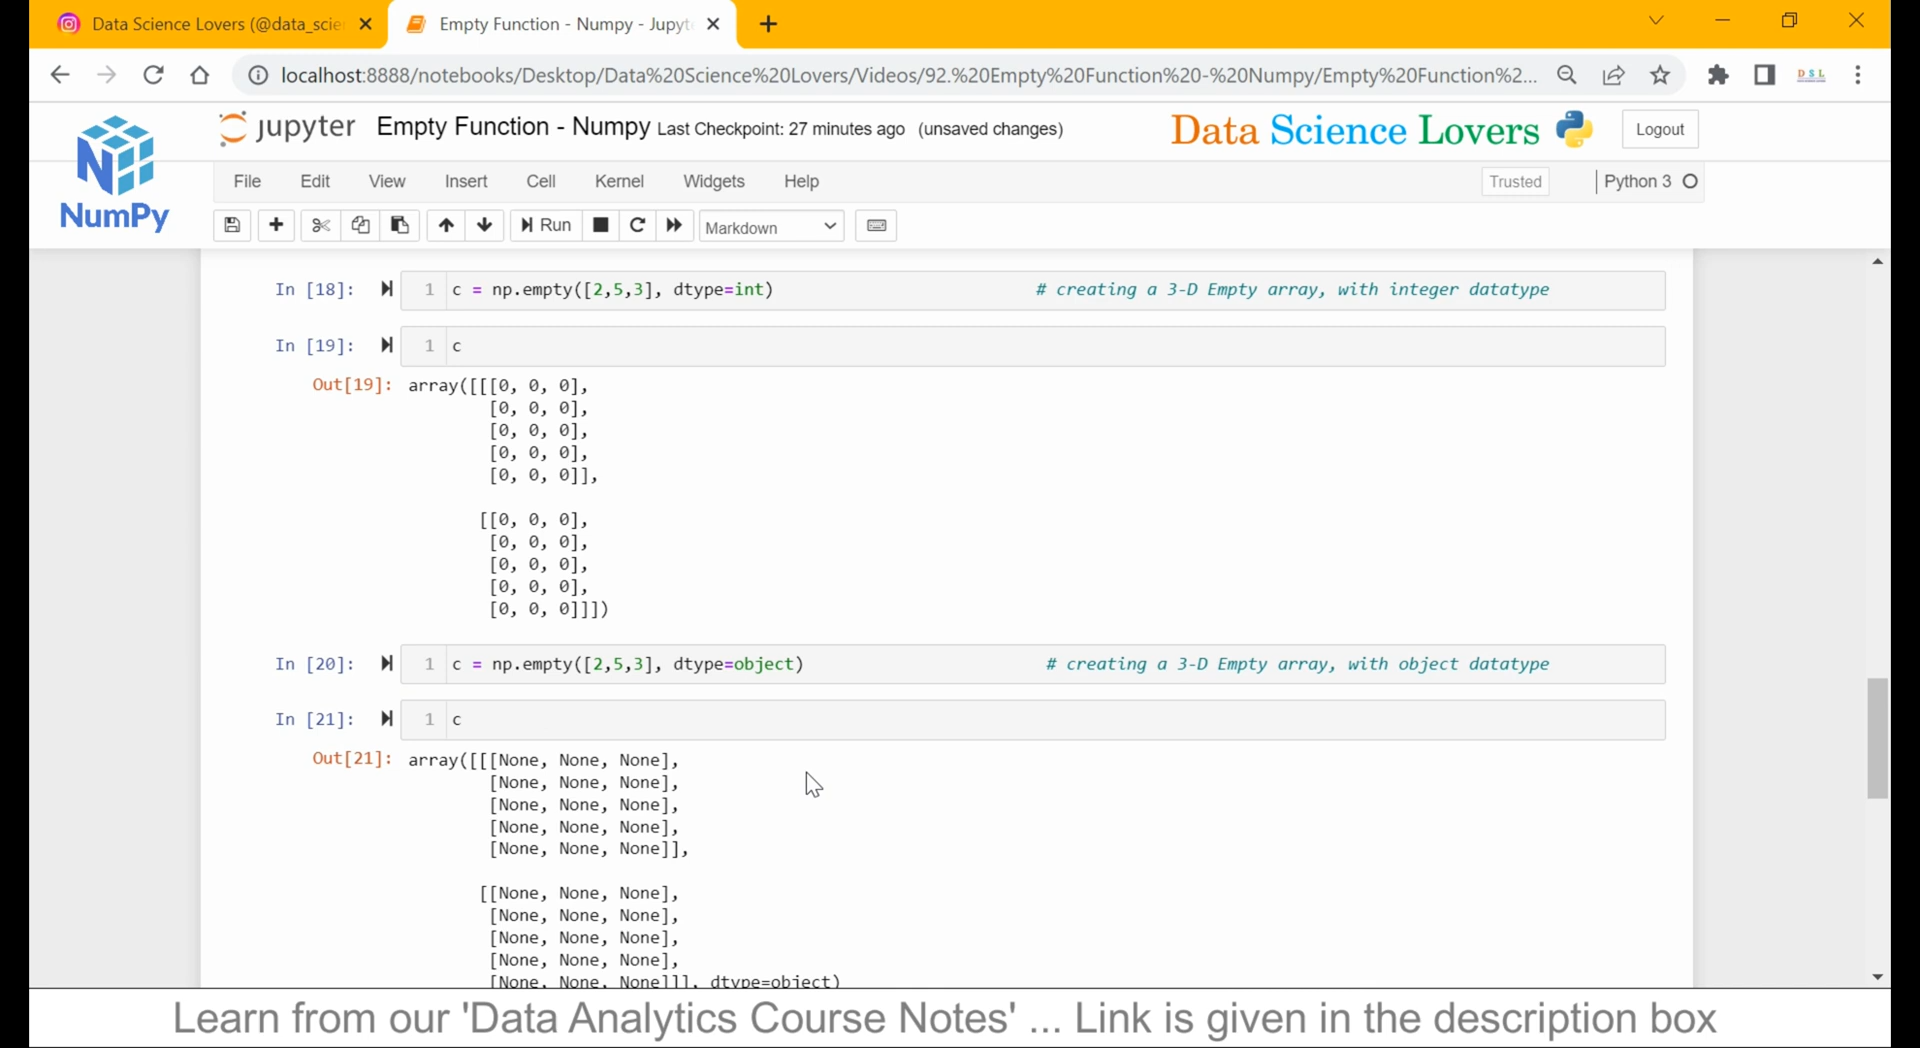 Data Science Lovers (@data_scie
Empty Function - Numpy - Jupyt
localhost:8888/notebooks/Desktop/Data%20Science%20Lovers/Videos/92.%20Empty%20Function%20-%20Numpy/Empty%20Function%2...
DSL
NumPy
jupyter Empty Function - Numpy Last Checkpoint: 27 minutes ago (unsaved changes)
Data Science Lovers
Logout
File Edit View Insert Cell Kernel Widgets Help
Trusted
Python 3
Run
Markdown
In [18]: 1 c = np.empty([2,5,3], dtype=int) # creating a 3-D Empty array, with integer datatype
In [19]: 1 c
Out[19]: array([[[0, 0, 0],
[0, 0, 0],
[0, 0, 0],
[0, 0, 0],
[0, 0, 0]],
[[0, 0, 0],
[0, 0, 0],
[0, 0, 0],
[0, 0, 0],
[0, 0, 0]]])
In [20]: 1 c = np.empty([2,5,3], dtype=object) # creating a 3-D Empty array, with object datatype
In [21]: 1 c
Out[21]: array([[[None, None, None],
[None, None, None],
[None, None, None],
[None, None, None],
[None, None, None]],
[[None, None, None],
[None, None, None],
[None, None, None],
[None, None, None],
[None, None, None]]], dtype=object)
Learn from our 'Data Analytics Course Notes' ... Link is given in the description box